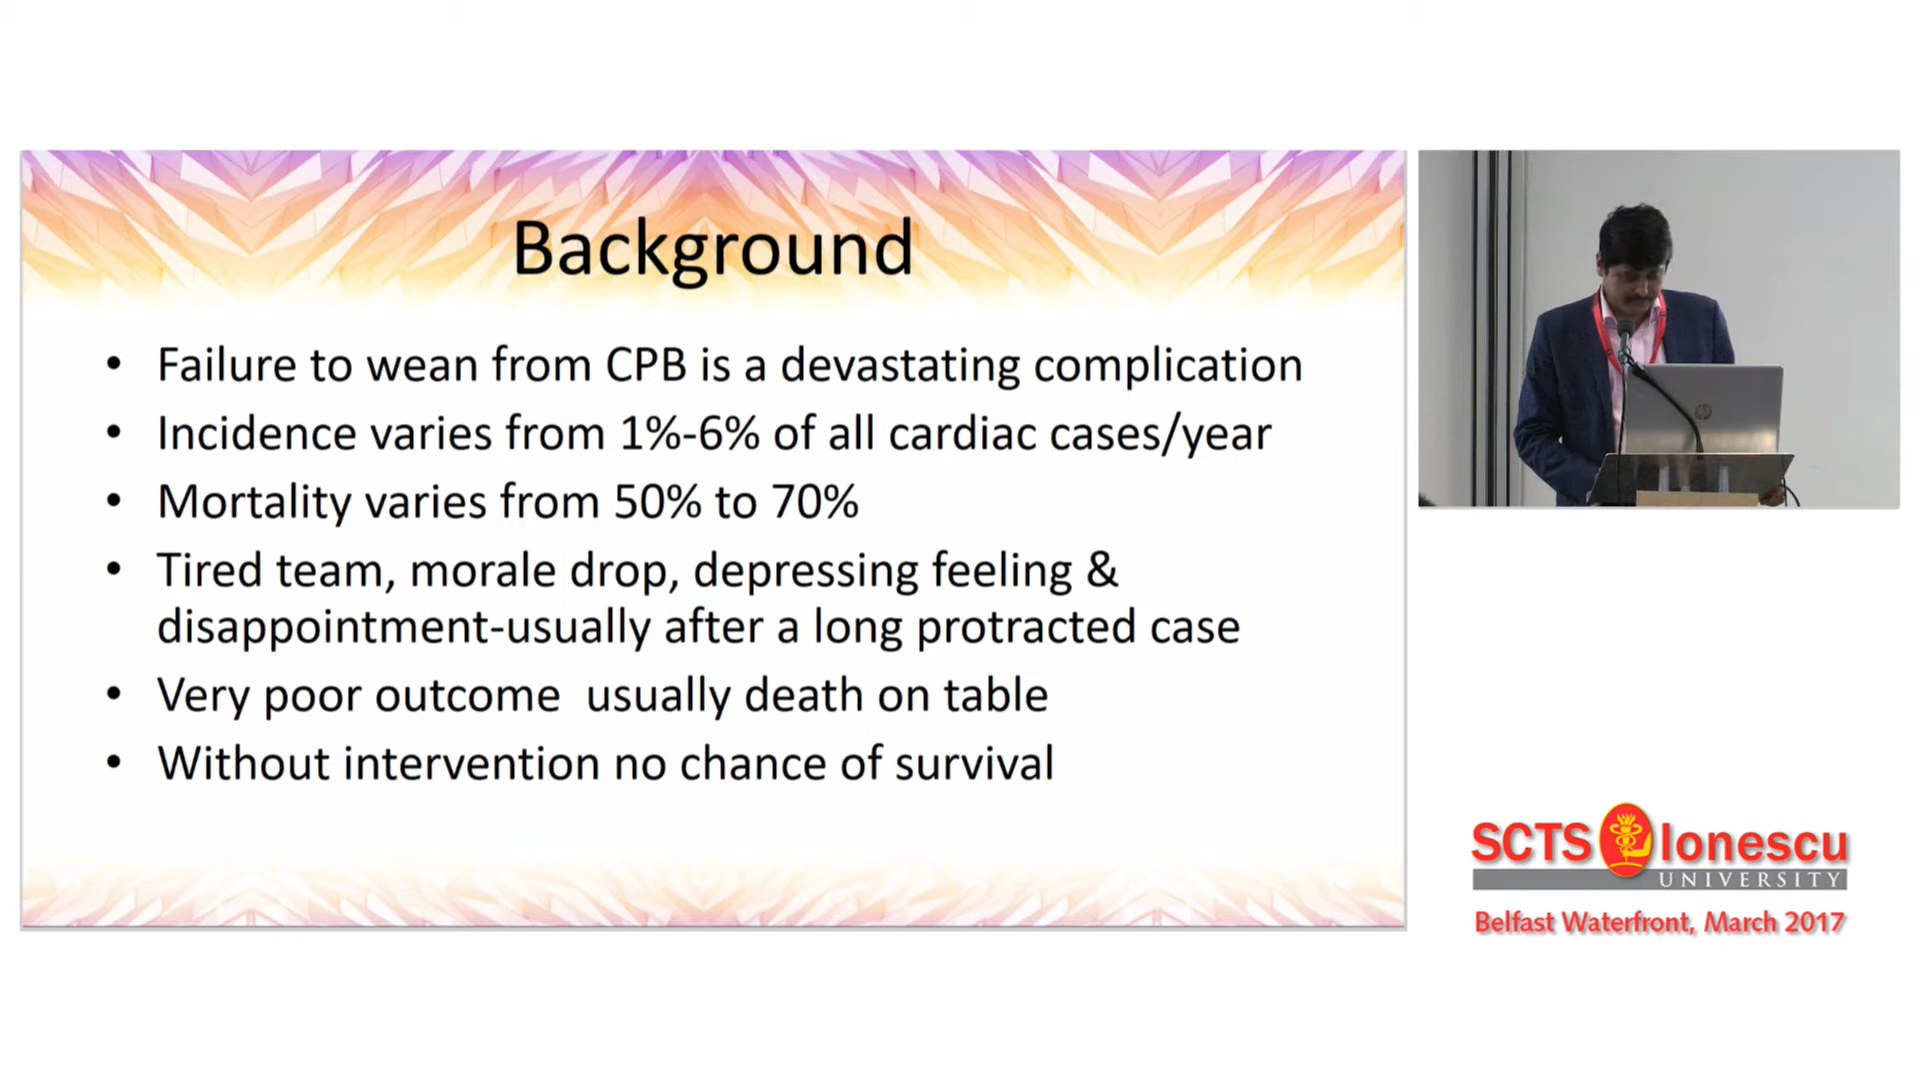 Background
• Failure to wean from CPB is a devastating complication
• Incidence varies from 1%-6% of all cardiac cases/year
• Mortality varies from 50% to 70%
• Tired team, morale drop, depressing feeling &
disappointment-usually after a long protracted case
• Very poor outcome  usually death on table
• Without intervention no chance of survival
hp
SCTS Ionescu
UNIVERSITY
Belfast Waterfront, March 2017